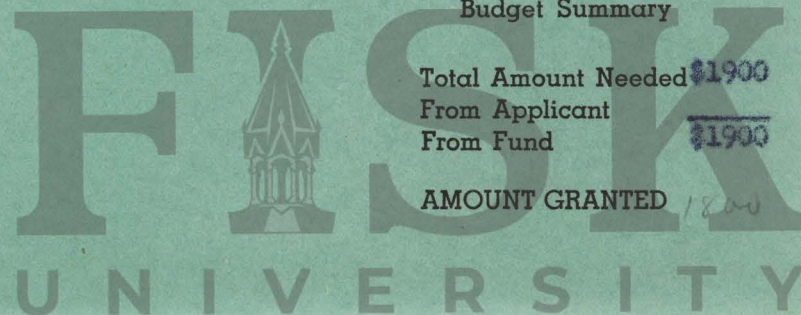 Budget Summary
Total Amount Needed $1900
From Applicant
From Fund $1900
AMOUNT GRANTED 1800
FISK
UNIVERSITY